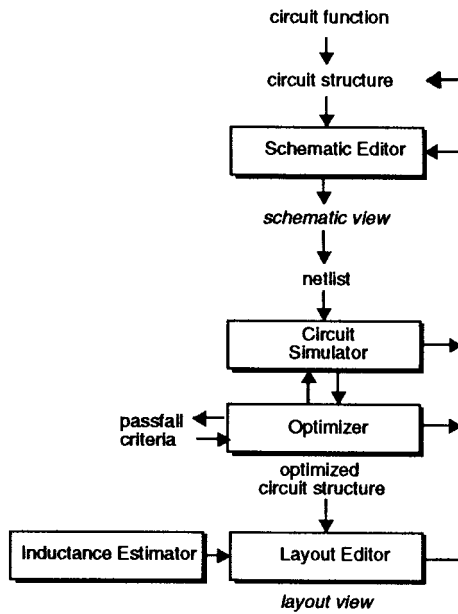 circuit function
circuit structure
Schematic Editor
schematic view
netlist
Circuit
Simulator
passfall
criteria
Optimizer
optimized
circuit structure
Inductance Estimator
Layout Editor
layout view